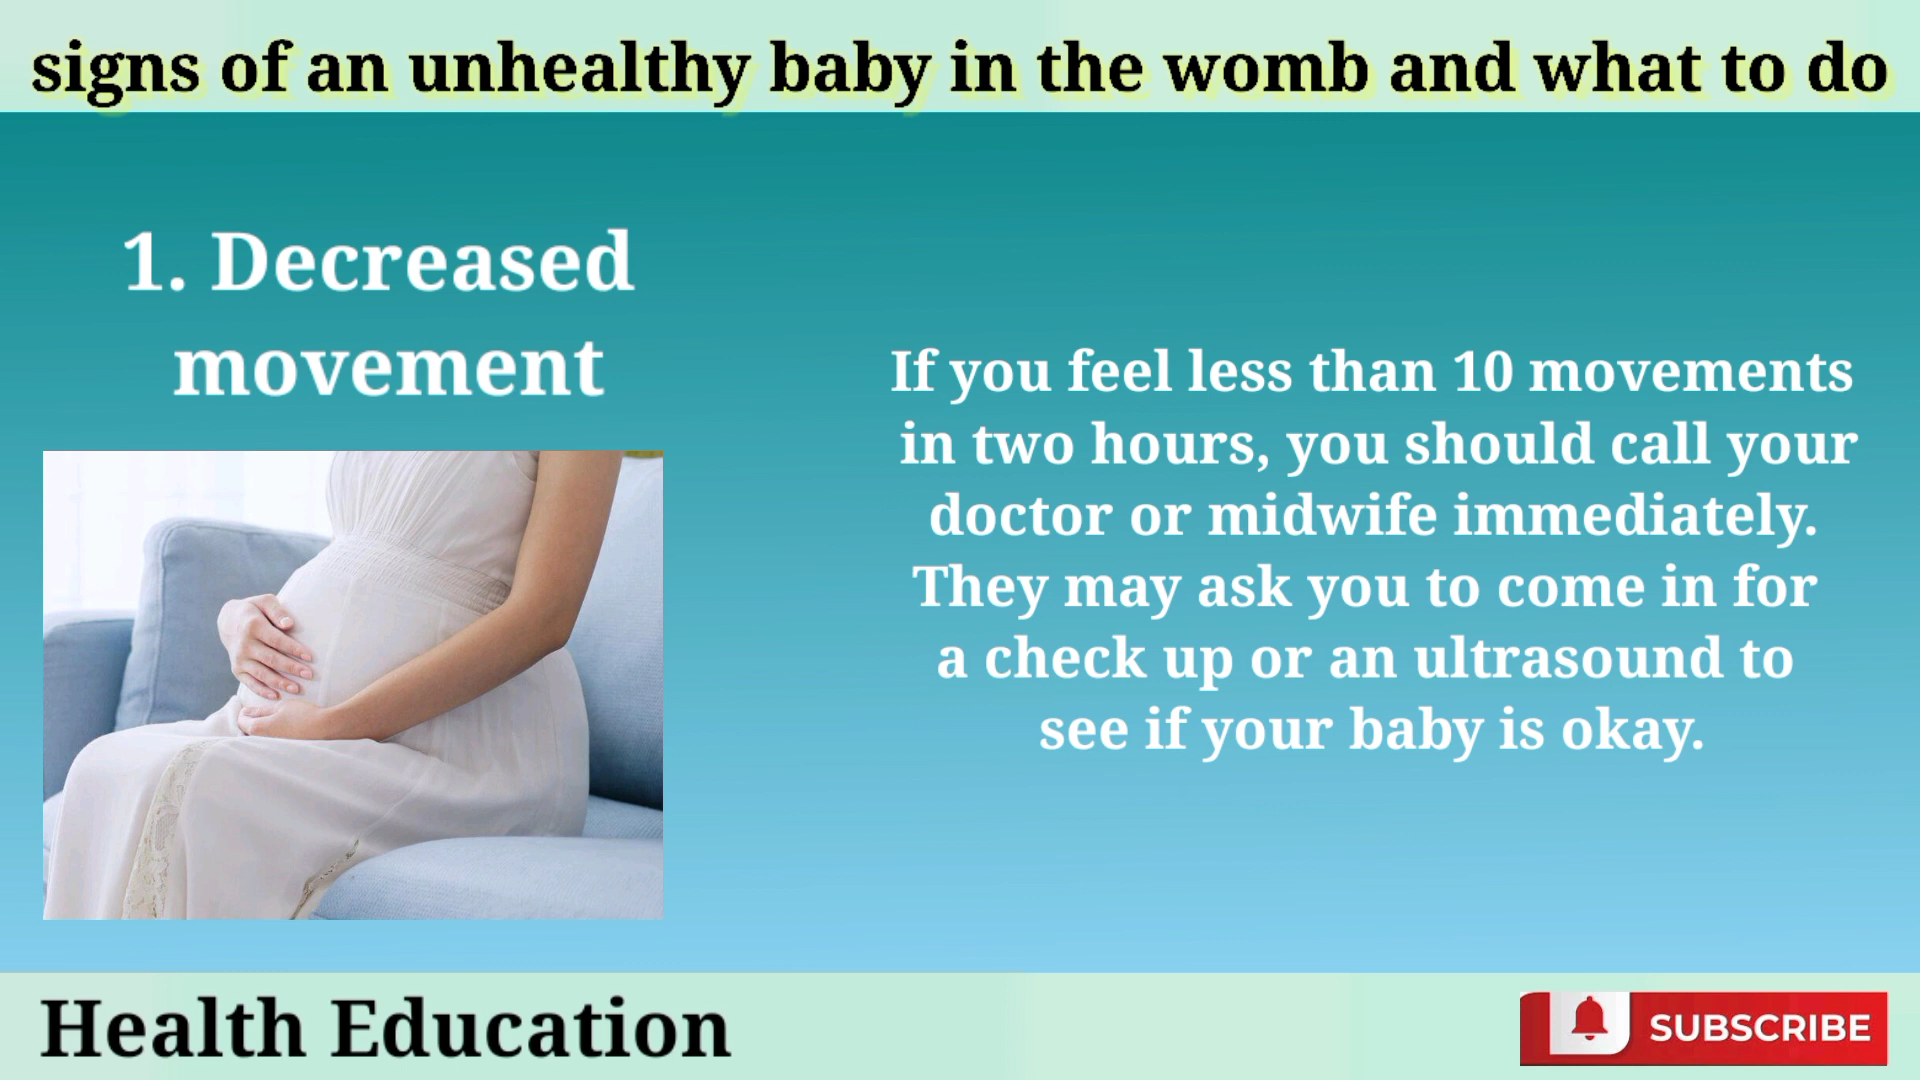 signs of an unhealthy baby in the womb and what to do
1. Decreased
movement
If you feel less than 10 movements
in two hours, you should call your
doctor or midwife immediately.
They may ask you to come in for
a check up or an ultrasound to
see if your baby is okay.
Health Education
SUBSCRIBE